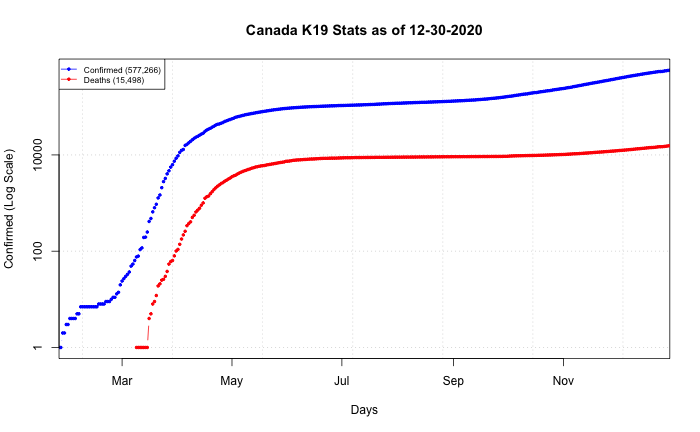 Canada K19 Stats as of 12-30-2020
Confirmed (577,266)
Deaths (15,498)
Confirmed (Log Scale)
10000
100
1
Mar May Jul Sep Nov
Days